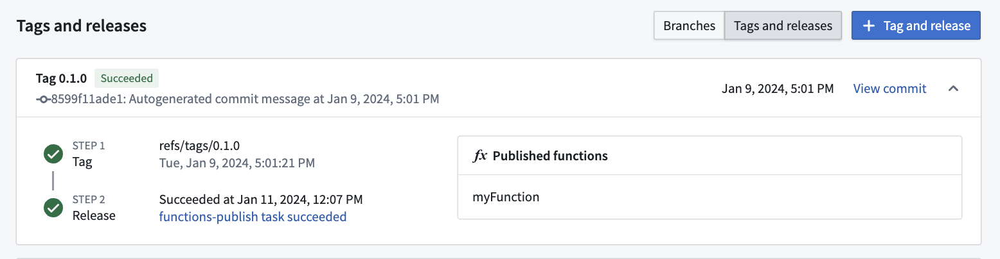 Tags and releases
Branches
Tags and releases
+ Tag and release
Tag 0.1.0 Succeeded
8599f11ade1: Autogenerated commit message at Jan 9, 2024, 5:01 PM
Jan 9, 2024, 5:01 PM
View commit
STEP 1
Tag
refs/tags/0.1.0
Tue, Jan 9, 2024, 5:01:21 PM
STEP 2
Release
Succeeded at Jan 11, 2024, 12:07 PM
functions-publish task succeeded
fx Published functions
myFunction